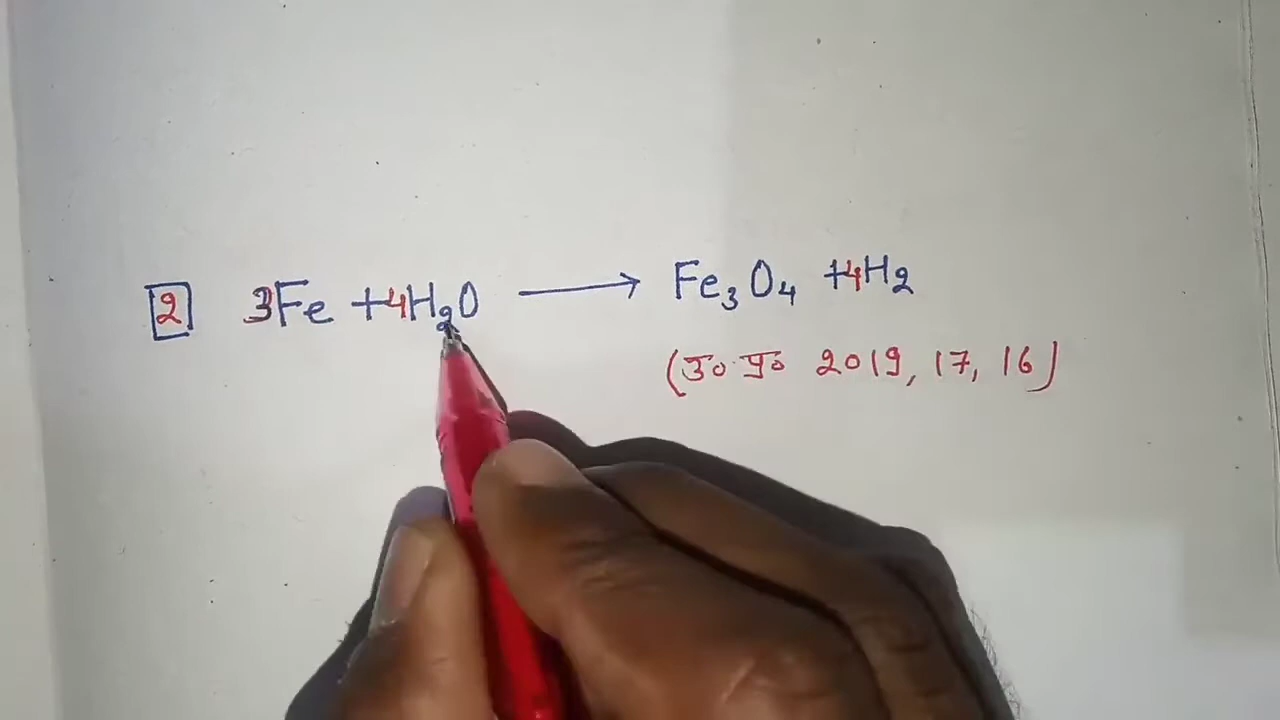 2 3Fe + 4H₂O ⟶ Fe₃O₄ + 4H₂
(उ० प्र० 2019, 17, 16)